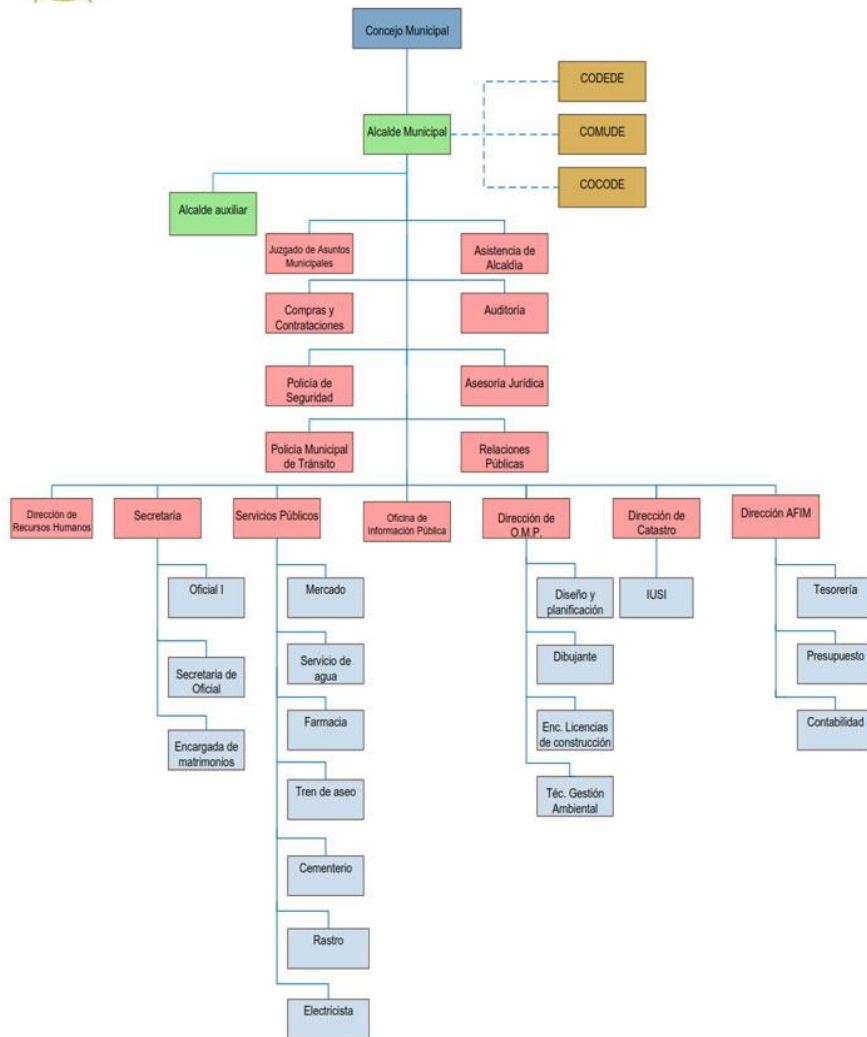 Concejo Municipal
CODEDE
Alcalde Municipal
COMUDE
COCODE
Alcalde auxiliar
Juzgado de Asuntos
Municipales
Asistencia de
Alcaldía
Compras y
Contrataciones
Auditoría
Policía de
Seguridad
Asesoría Jurídica
Policía Municipal
de Tránsito
Relaciones
Públicas
Dirección de
Recursos Humanos
Secretaría
Servicios Públicos
Oficina de
Información Pública
Dirección de
O.M.P.
Dirección de
Catastro
Dirección AFIM
Oficial I
Secretaria de
Oficial
Encargada de
matrimonios
Mercado
Servicio de
agua
Farmacia
Tren de aseo
Cementerio
Rastro
Electricista
Diseño y
planificación
Dibujante
Enc. Licencias
de construcción
Téc. Gestión
Ambiental
IUSI
Tesorería
Presupuesto
Contabilidad